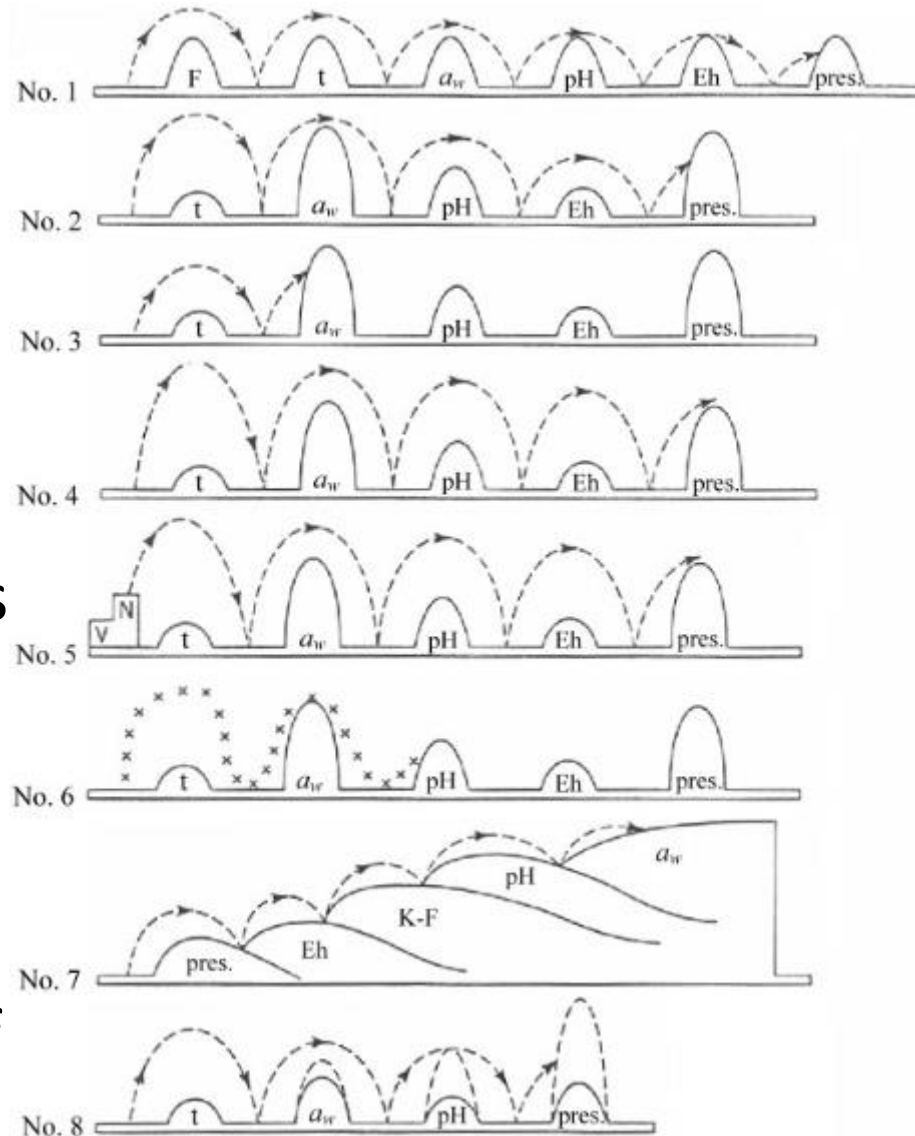 F t aw pH Eh pres.
No. 1
t aw pH Eh pres.
No. 2
t aw pH Eh pres.
No. 3
t aw pH Eh pres.
No. 4
V N t aw pH Eh pres.
No. 5
t aw pH Eh pres.
No. 6
pres. Eh K-F pH aw
No. 7
t aw pH pres.
No. 8